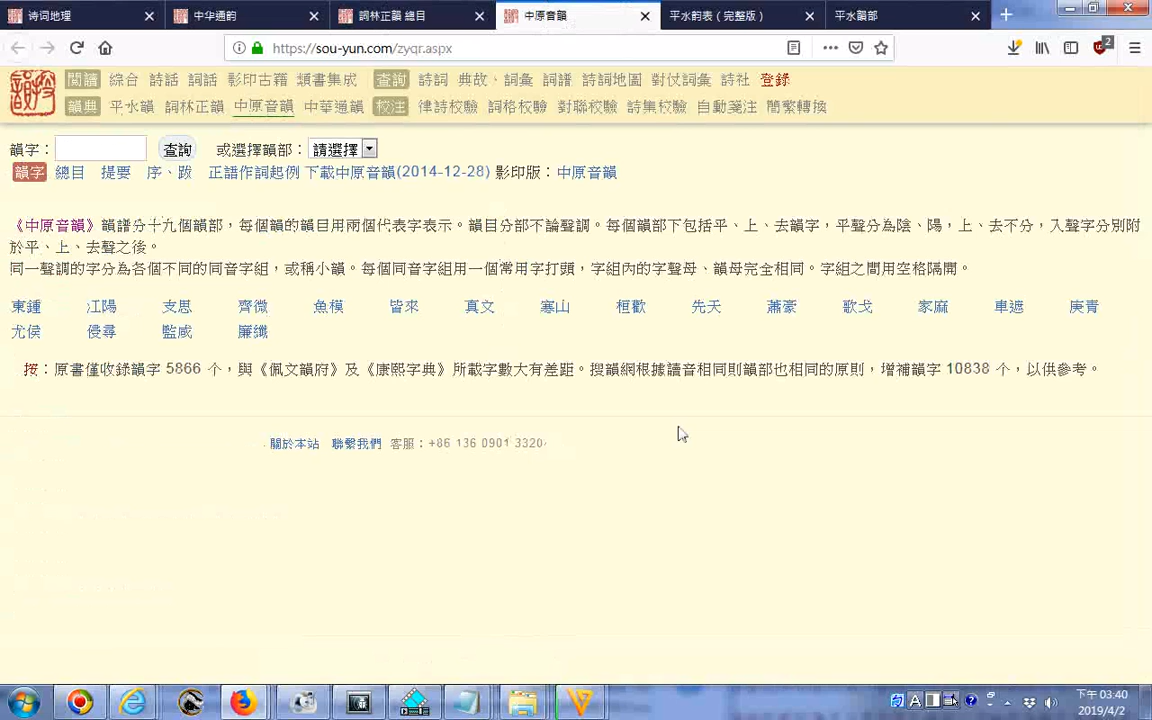 诗词地理 中华通韵 詞林正韻 總目 中原音韻 平水韵表（完整版） 平水韻部
https://sou-yun.com/zyqr.aspx
閱讀 綜合 詩話 詞話 影印古籍 類書集成 查詢 詩詞 典故、詞彙 詞譜 詩詞地圖 對仗詞彙 詩社 登錄
韻典 平水韻 詞林正韻 中原音韻 中華通韻 校注 律詩校驗 詞格校驗 對聯校驗 詩集校驗 自動箋注 簡繁轉換
韻字： 查詢 或選擇韻部： 請選擇
韻字 總目 提要 序、跋 正語作詞起例 下載中原音韻(2014-12-28) 影印版：中原音韻
《中原音韻》韻譜分十九個韻部，每個韻的韻目用兩個代表字表示。韻目分部不論聲調。每個韻部下包括平、上、去韻字，平聲分為陰、陽，上、去不分，入聲字分別附
於平、上、去聲之後。
同一聲調的字分為各個不同的同音字組，或稱小韻。每個同音字組用一個常用字打頭，字組內的字聲母、韻母完全相同。字組之間用空格隔開。
東鍾 江陽 支思 齊微 魚模 皆來 真文 寒山 桓歡 先天 蕭豪 歌戈 家麻 車遮 庚青
尤侯 侵尋 監咸 廉纖
按：原書僅收錄韻字 5866 个，與《佩文韻府》及《康熙字典》所載字數大有差距。搜韻網根據讀音相同則韻部也相同的原則，增補韻字 10838 个，以供參考。
關於本站 聯繫我們 客服：+86 136 0901 3320
下午 03:40
2019/4/2